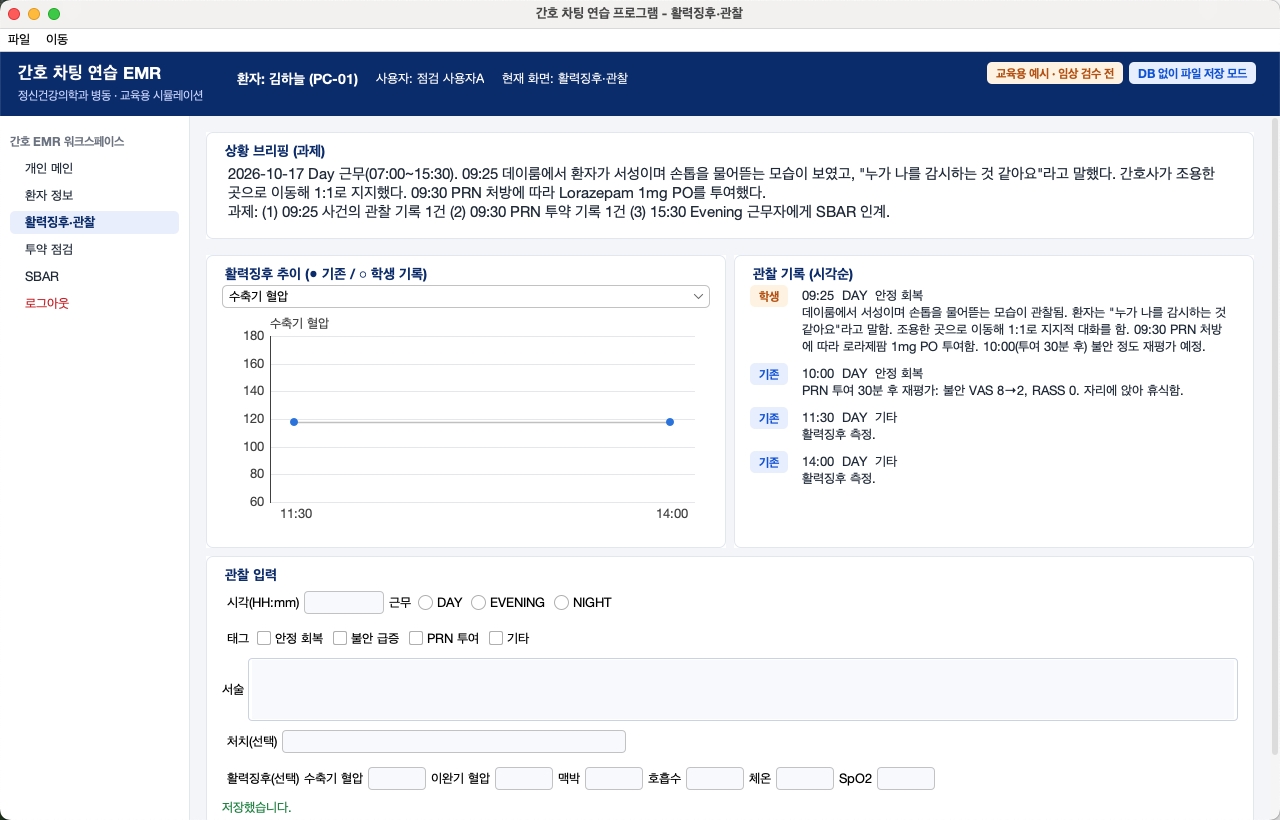 간호 차팅 연습 프로그램 - 활력징후·관찰
파일 이동
간호 차팅 연습 EMR
정신건강의학과 병동 · 교육용 시뮬레이션
환자: 김하늘 (PC-01) 사용자: 점검 사용자A 현재 화면: 활력징후·관찰
교육용 예시 · 임상 검수 전
DB 없이 파일 저장 모드
간호 EMR 워크스페이스
개인 메인
환자 정보
활력징후·관찰
투약 점검
SBAR
로그아웃
상황 브리핑 (과제)
2026-10-17 Day 근무(07:00~15:30). 09:25 데이룸에서 환자가 서성이며 손톱을 물어뜯는 모습이 보였고, "누가 나를 감시하는 것 같아요"라고 말했다. 간호사가 조용한
곳으로 이동해 1:1로 지지했다. 09:30 PRN 처방에 따라 Lorazepam 1mg PO를 투여했다.
과제: (1) 09:25 사건의 관찰 기록 1건 (2) 09:30 PRN 투약 기록 1건 (3) 15:30 Evening 근무자에게 SBAR 인계.
활력징후 추이 (● 기존 / ○ 학생 기록)
수축기 혈압
수축기 혈압
180
160
140
120
100
80
60
11:30 14:00
관찰 기록 (시각순)
학생 09:25 DAY 안정 회복
데이룸에서 서성이며 손톱을 물어뜯는 모습이 관찰됨. 환자는 "누가 나를 감시하는 것
같아요"라고 말함. 조용한 곳으로 이동해 1:1로 지지적 대화를 함. 09:30 PRN 처방
에 따라 로라제팜 1mg PO 투여함. 10:00(투여 30분 후) 불안 정도 재평가 예정.
기존 10:00 DAY 안정 회복
PRN 투여 30분 후 재평가: 불안 VAS 8→2, RASS 0. 자리에 앉아 휴식함.
기존 11:30 DAY 기타
활력징후 측정.
기존 14:00 DAY 기타
활력징후 측정.
관찰 입력
시각(HH:mm) 근무 DAY EVENING NIGHT
태그 안정 회복 불안 급증 PRN 투여 기타
서술
처치(선택)
활력징후(선택) 수축기 혈압 이완기 혈압 맥박 호흡수 체온 SpO2
저장했습니다.